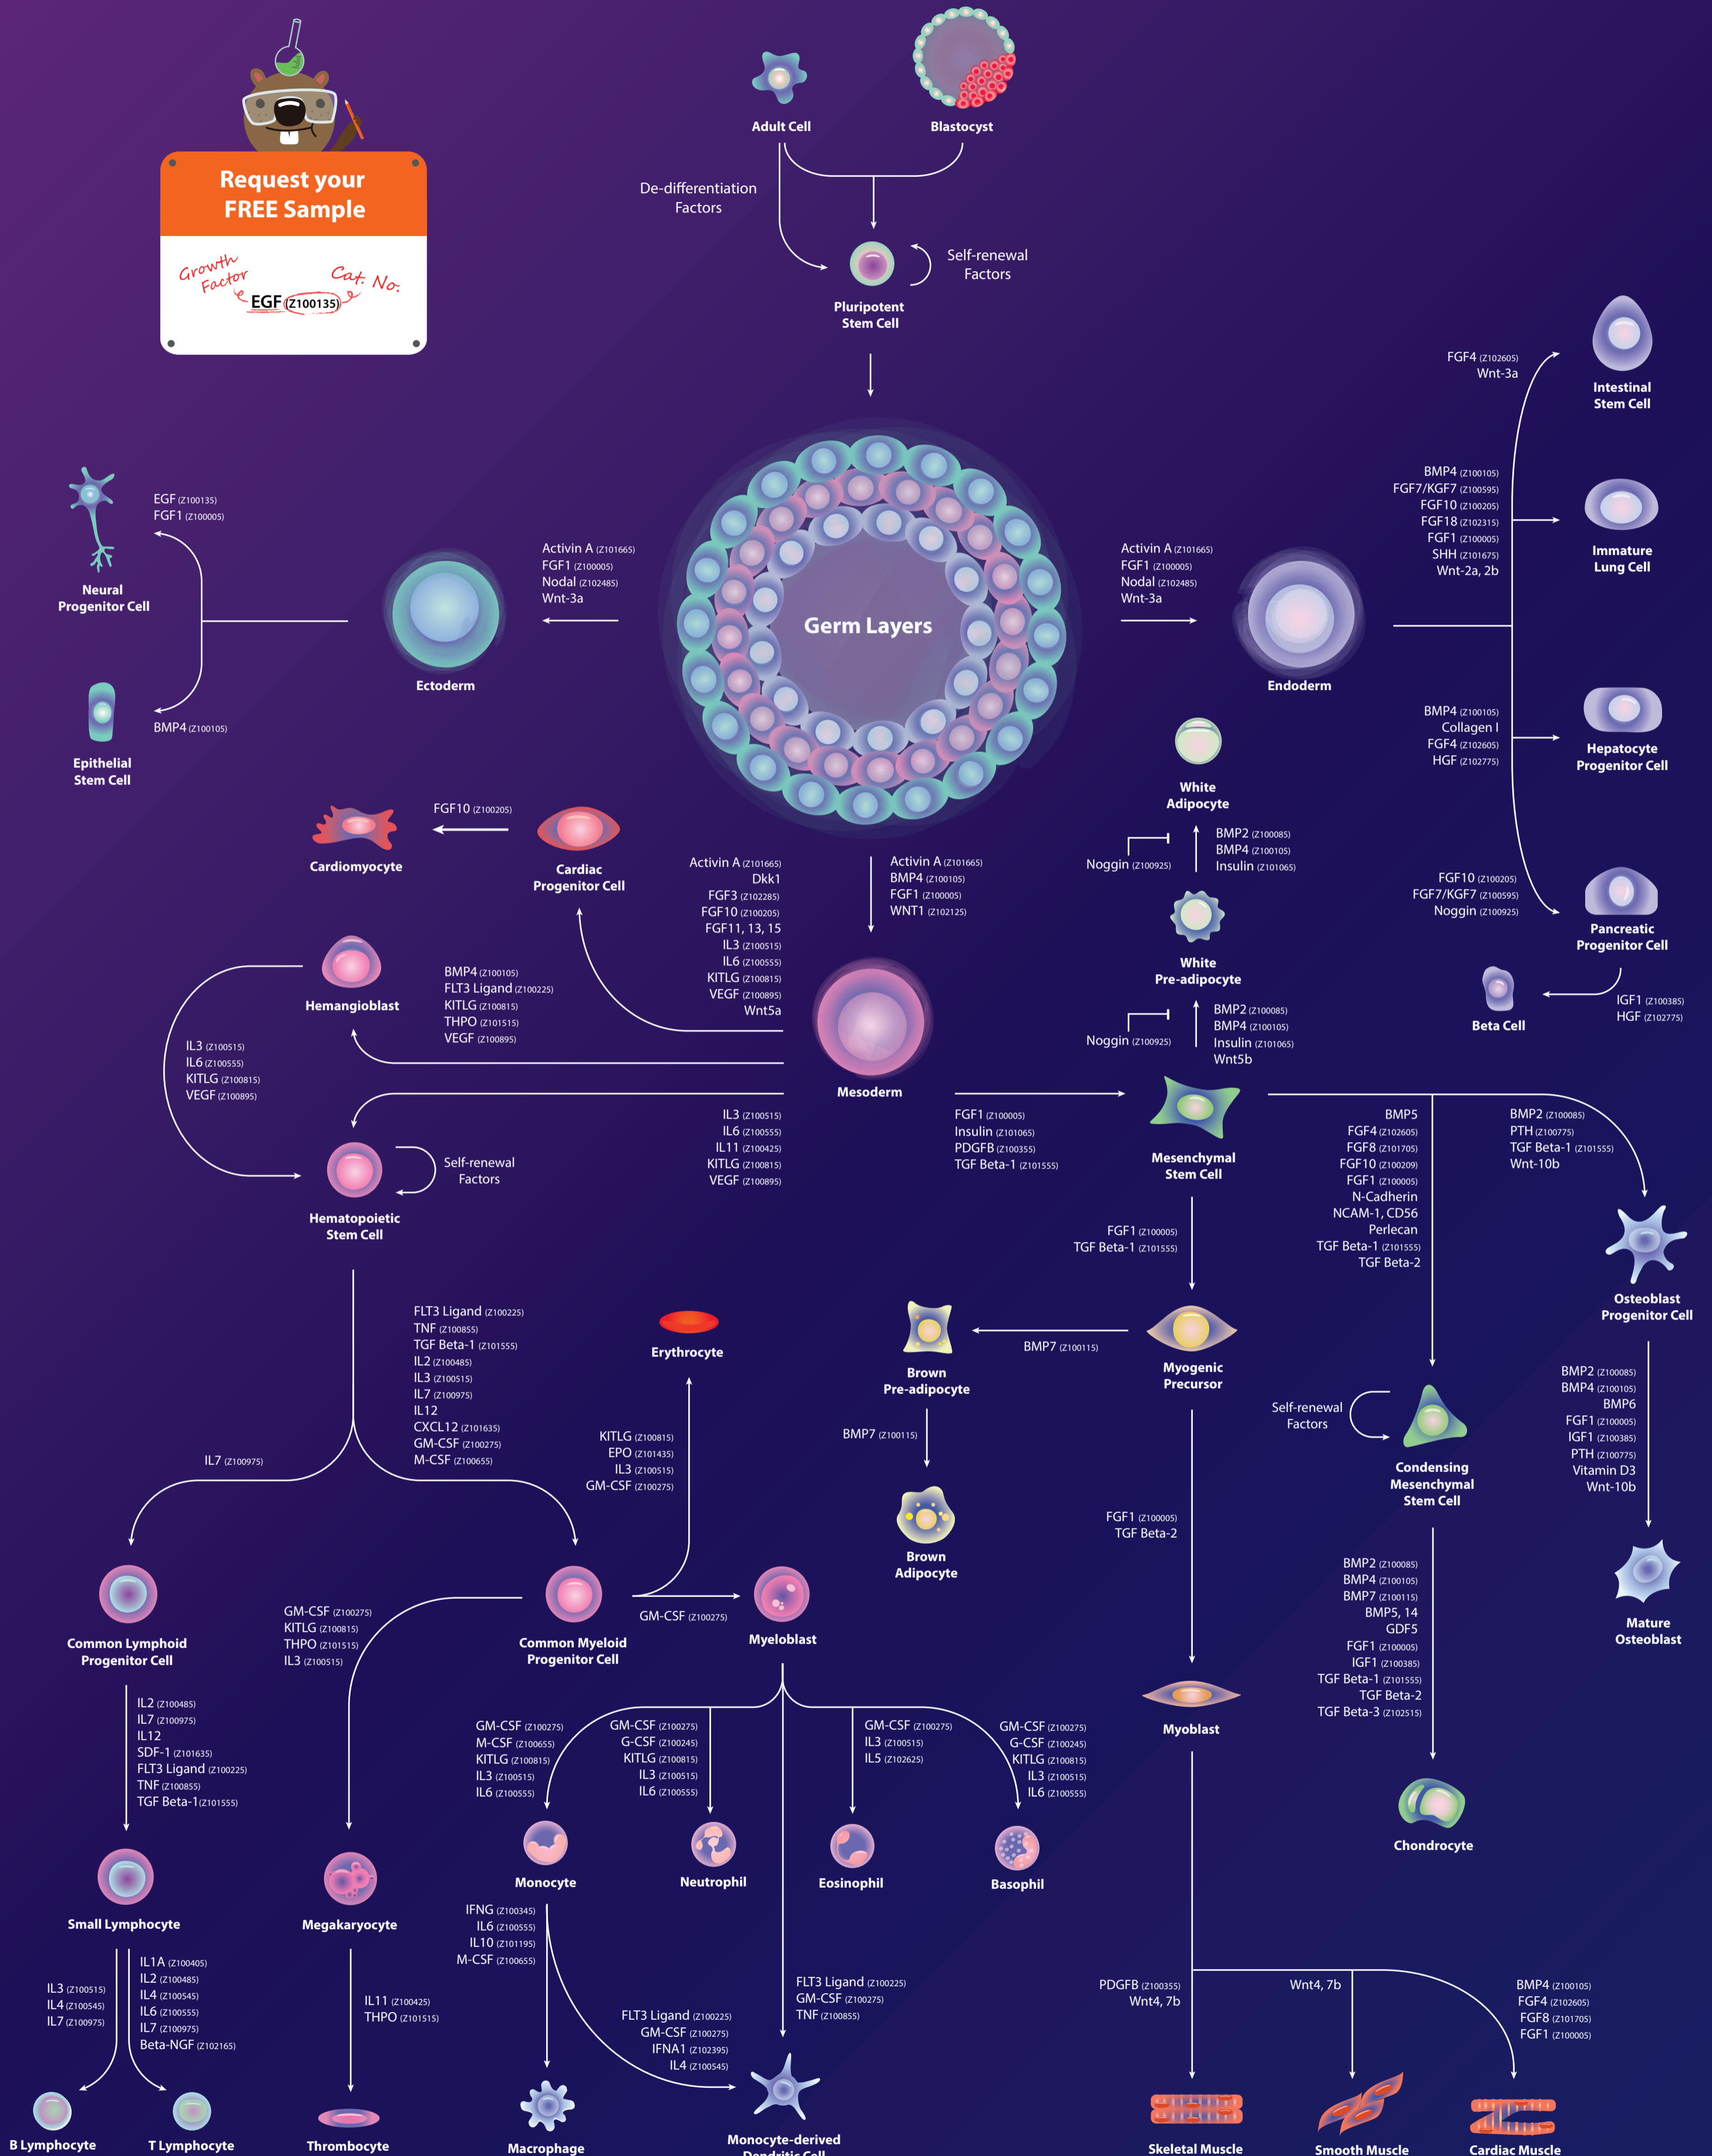 Request your
FREE Sample
Growth
Factor
Cat. No.
EGF (Z100135)
Adult Cell
Blastocyst
De-differentiation
Factors
Self-renewal
Factors
Pluripotent
Stem Cell
FGF4 (Z102605)
Wnt-3a
Intestinal
Stem Cell
BMP4 (Z100105)
FGF7/KGF7 (Z100595)
FGF10 (Z100205)
FGF18 (Z102315)
FGF1 (Z100005)
SHH (Z101675)
Wnt-2a, 2b
Immature
Lung Cell
EGF (Z100135)
FGF1 (Z100005)
Neural
Progenitor Cell
BMP4 (Z100105)
Epithelial
Stem Cell
Activin A (Z101665)
FGF1 (Z100005)
Nodal (Z102485)
Wnt-3a
Ectoderm
Germ Layers
Activin A (Z101665)
FGF1 (Z100005)
Nodal (Z102485)
Wnt-3a
Endoderm
BMP4 (Z100105)
Collagen I
FGF4 (Z102605)
HGF (Z102775)
Hepatocyte
Progenitor Cell
FGF10 (Z100205)
FGF7/KGF7 (Z100595)
Noggin (Z100925)
Pancreatic
Progenitor Cell
IGF1 (Z100385)
HGF (Z102775)
Beta Cell
White
Adipocyte
Noggin (Z100925)
BMP2 (Z100085)
BMP4 (Z100105)
Insulin (Z101065)
White
Pre-adipocyte
Noggin (Z100925)
BMP2 (Z100085)
BMP4 (Z100105)
Insulin (Z101065)
Wnt5b
FGF10 (Z100205)
Cardiomyocyte
Cardiac
Progenitor Cell
Activin A (Z101665)
Dkk1
FGF3 (Z102285)
FGF10 (Z100205)
FGF11, 13, 15
IL3 (Z100515)
IL6 (Z100555)
KITLG (Z100815)
VEGF (Z100895)
Wnt5a
Activin A (Z101665)
BMP4 (Z100105)
FGF1 (Z100005)
WNT1 (Z102125)
Mesoderm
Hemangioblast
BMP4 (Z100105)
FLT3 Ligand (Z100225)
KITLG (Z100815)
THPO (Z101515)
VEGF (Z100895)
IL3 (Z100515)
IL6 (Z100555)
KITLG (Z100815)
VEGF (Z100895)
Self-renewal
Factors
Hematopoietic
Stem Cell
IL3 (Z100515)
IL6 (Z100555)
IL11 (Z100425)
KITLG (Z100815)
VEGF (Z100895)
FGF1 (Z100005)
Insulin (Z101065)
PDGFB (Z100355)
TGF Beta-1 (Z101555)
Mesenchymal
Stem Cell
BMP5
FGF4 (Z102605)
FGF8 (Z101705)
FGF10 (Z100209)
FGF1 (Z100005)
N-Cadherin
NCAM-1, CD56
Perlecan
TGF Beta-1 (Z101555)
TGF Beta-2
BMP2 (Z100085)
PTH (Z100775)
TGF Beta-1 (Z101555)
Wnt-10b
Osteoblast
Progenitor Cell
FGF1 (Z100005)
TGF Beta-1 (Z101555)
Myogenic
Precursor
BMP7 (Z100115)
Brown
Pre-adipocyte
BMP7 (Z100115)
Brown
Adipocyte
FGF1 (Z100005)
TGF Beta-2
Self-renewal
Factors
Condensing
Mesenchymal
Stem Cell
BMP2 (Z100085)
BMP4 (Z100105)
BMP6
FGF1 (Z100005)
IGF1 (Z100385)
PTH (Z100775)
Vitamin D3
Wnt-10b
Mature
Osteoblast
BMP2 (Z100085)
BMP4 (Z100105)
BMP7 (Z100115)
BMP5, 14
GDF5
FGF1 (Z100005)
IGF1 (Z100385)
TGF Beta-1 (Z101555)
TGF Beta-2
TGF Beta-3 (Z102515)
Chondrocyte
Myoblast
FLT3 Ligand (Z100225)
TNF (Z100855)
TGF Beta-1 (Z101555)
IL2 (Z100485)
IL3 (Z100515)
IL7 (Z100975)
IL12
CXCL12 (Z101635)
GM-CSF (Z100275)
M-CSF (Z100655)
IL7 (Z100975)
Erythrocyte
KITLG (Z100815)
EPO (Z101435)
IL3 (Z100515)
GM-CSF (Z100275)
Common Lymphoid
Progenitor Cell
GM-CSF (Z100275)
KITLG (Z100815)
THPO (Z101515)
IL3 (Z100515)
Common Myeloid
Progenitor Cell
GM-CSF (Z100275)
Myeloblast
IL2 (Z100485)
IL7 (Z100975)
IL12
SDF-1 (Z101635)
FLT3 Ligand (Z100225)
TNF (Z100855)
TGF Beta-1(Z101555)
GM-CSF (Z100275)
M-CSF (Z100655)
KITLG (Z100815)
IL3 (Z100515)
IL6 (Z100555)
GM-CSF (Z100275)
G-CSF (Z100245)
KITLG (Z100815)
IL3 (Z100515)
IL6 (Z100555)
GM-CSF (Z100275)
IL3 (Z100515)
IL5 (Z102625)
GM-CSF (Z100275)
G-CSF (Z100245)
KITLG (Z100815)
IL3 (Z100515)
IL6 (Z100555)
Small Lymphocyte
Megakaryocyte
Monocyte
Neutrophil
Eosinophil
Basophil
IFNG (Z100345)
IL6 (Z100555)
IL10 (Z101195)
M-CSF (Z100655)
IL3 (Z100515)
IL4 (Z100545)
IL7 (Z100975)
IL1A (Z100405)
IL2 (Z100485)
IL4 (Z100545)
IL6 (Z100555)
IL7 (Z100975)
Beta-NGF (Z102165)
IL11 (Z100425)
THPO (Z101515)
FLT3 Ligand (Z100225)
GM-CSF (Z100275)
IFNA1 (Z102395)
IL4 (Z100545)
FLT3 Ligand (Z100225)
GM-CSF (Z100275)
TNF (Z100855)
PDGFB (Z100355)
Wnt4, 7b
Wnt4, 7b
BMP4 (Z100105)
FGF4 (Z102605)
FGF8 (Z101705)
FGF1 (Z100005)
B Lymphocyte
T Lymphocyte
Thrombocyte
Macrophage
Monocyte-derived
Dendritic Cell
Skeletal Muscle
Smooth Muscle
Cardiac Muscle